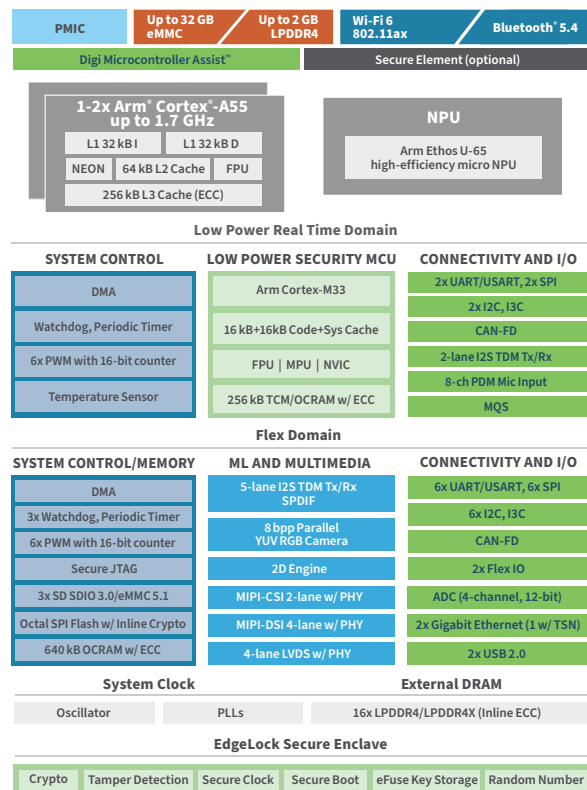 PMIC
Up to 32 GB
eMMC
Up to 2 GB
LPDDR4
Wi-Fi 6
802.11ax
Bluetooth® 5.4
Digi Microcontroller Assist™
Secure Element (optional)
1-2x Arm® Cortex®-A55
up to 1.7 GHz
L1 32 kB I
L1 32 kB D
NEON
64 kB L2 Cache
FPU
256 kB L3 Cache (ECC)
NPU
Arm Ethos U-65
high-efficiency micro NPU
Low Power Real Time Domain
SYSTEM CONTROL
DMA
Watchdog, Periodic Timer
6x PWM with 16-bit counter
Temperature Sensor
LOW POWER SECURITY MCU
Arm Cortex-M33
16 kB+16kB Code+Sys Cache
FPU | MPU | NVIC
256 kB TCM/OCRAM w/ ECC
CONNECTIVITY AND I/O
2x UART/USART, 2x SPI
2x I2C, I3C
CAN-FD
2-lane I2S TDM Tx/Rx
8-ch PDM Mic Input
MQS
Flex Domain
SYSTEM CONTROL/MEMORY
DMA
3x Watchdog, Periodic Timer
6x PWM with 16-bit counter
Secure JTAG
3x SD SDIO 3.0/eMMC 5.1
Octal SPI Flash w/ Inline Crypto
640 kB OCRAM w/ ECC
ML AND MULTIMEDIA
5-lane I2S TDM Tx/Rx
SPDIF
8 bpp Parallel
YUV RGB Camera
2D Engine
MIPI-CSI 2-lane w/ PHY
MIPI-DSI 4-lane w/ PHY
4-lane LVDS w/ PHY
CONNECTIVITY AND I/O
6x UART/USART, 6x SPI
6x I2C, I3C
CAN-FD
2x Flex IO
ADC (4-channel, 12-bit)
2x Gigabit Ethernet (1 w/ TSN)
2x USB 2.0
System Clock
Oscillator
PLLs
External DRAM
16x LPDDR4/LPDDR4X (Inline ECC)
EdgeLock Secure Enclave
Crypto
Tamper Detection
Secure Clock
Secure Boot
eFuse Key Storage
Random Number